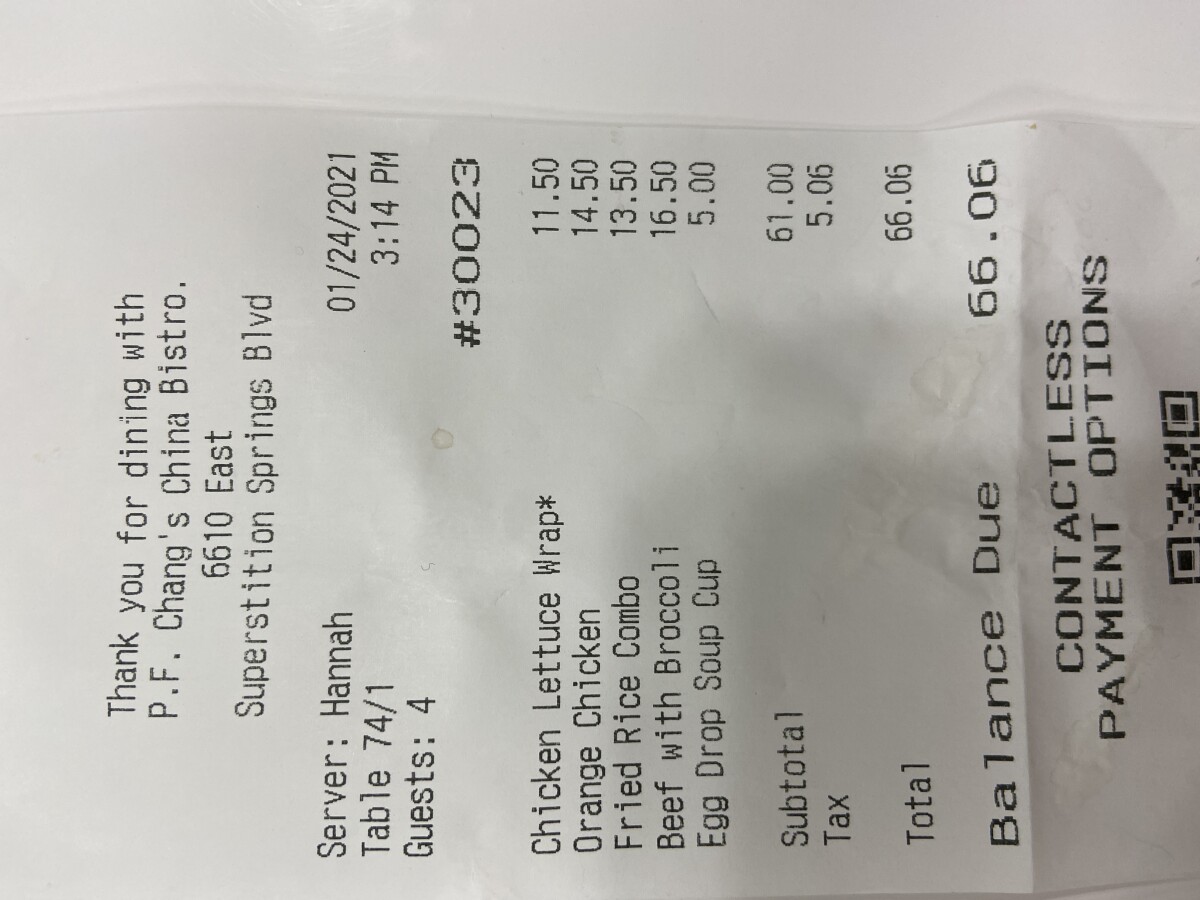 Thank you for dining with
P.F. Chang's China Bistro.
6610 East
Superstition Springs Blvd
Server: Hannah 01/24/2021
Table 74/1 3:14 PM
Guests: 4
#30023
Chicken Lettuce Wrap* 11.50
Orange Chicken 14.50
Fried Rice Combo 13.50
Beef with Broccoli 16.50
Egg Drop Soup Cup 5.00
Subtotal 61.00
Tax 5.06
Total 66.06
Balance Due 66.06
CONTACTLESS
PAYMENT OPTIONS